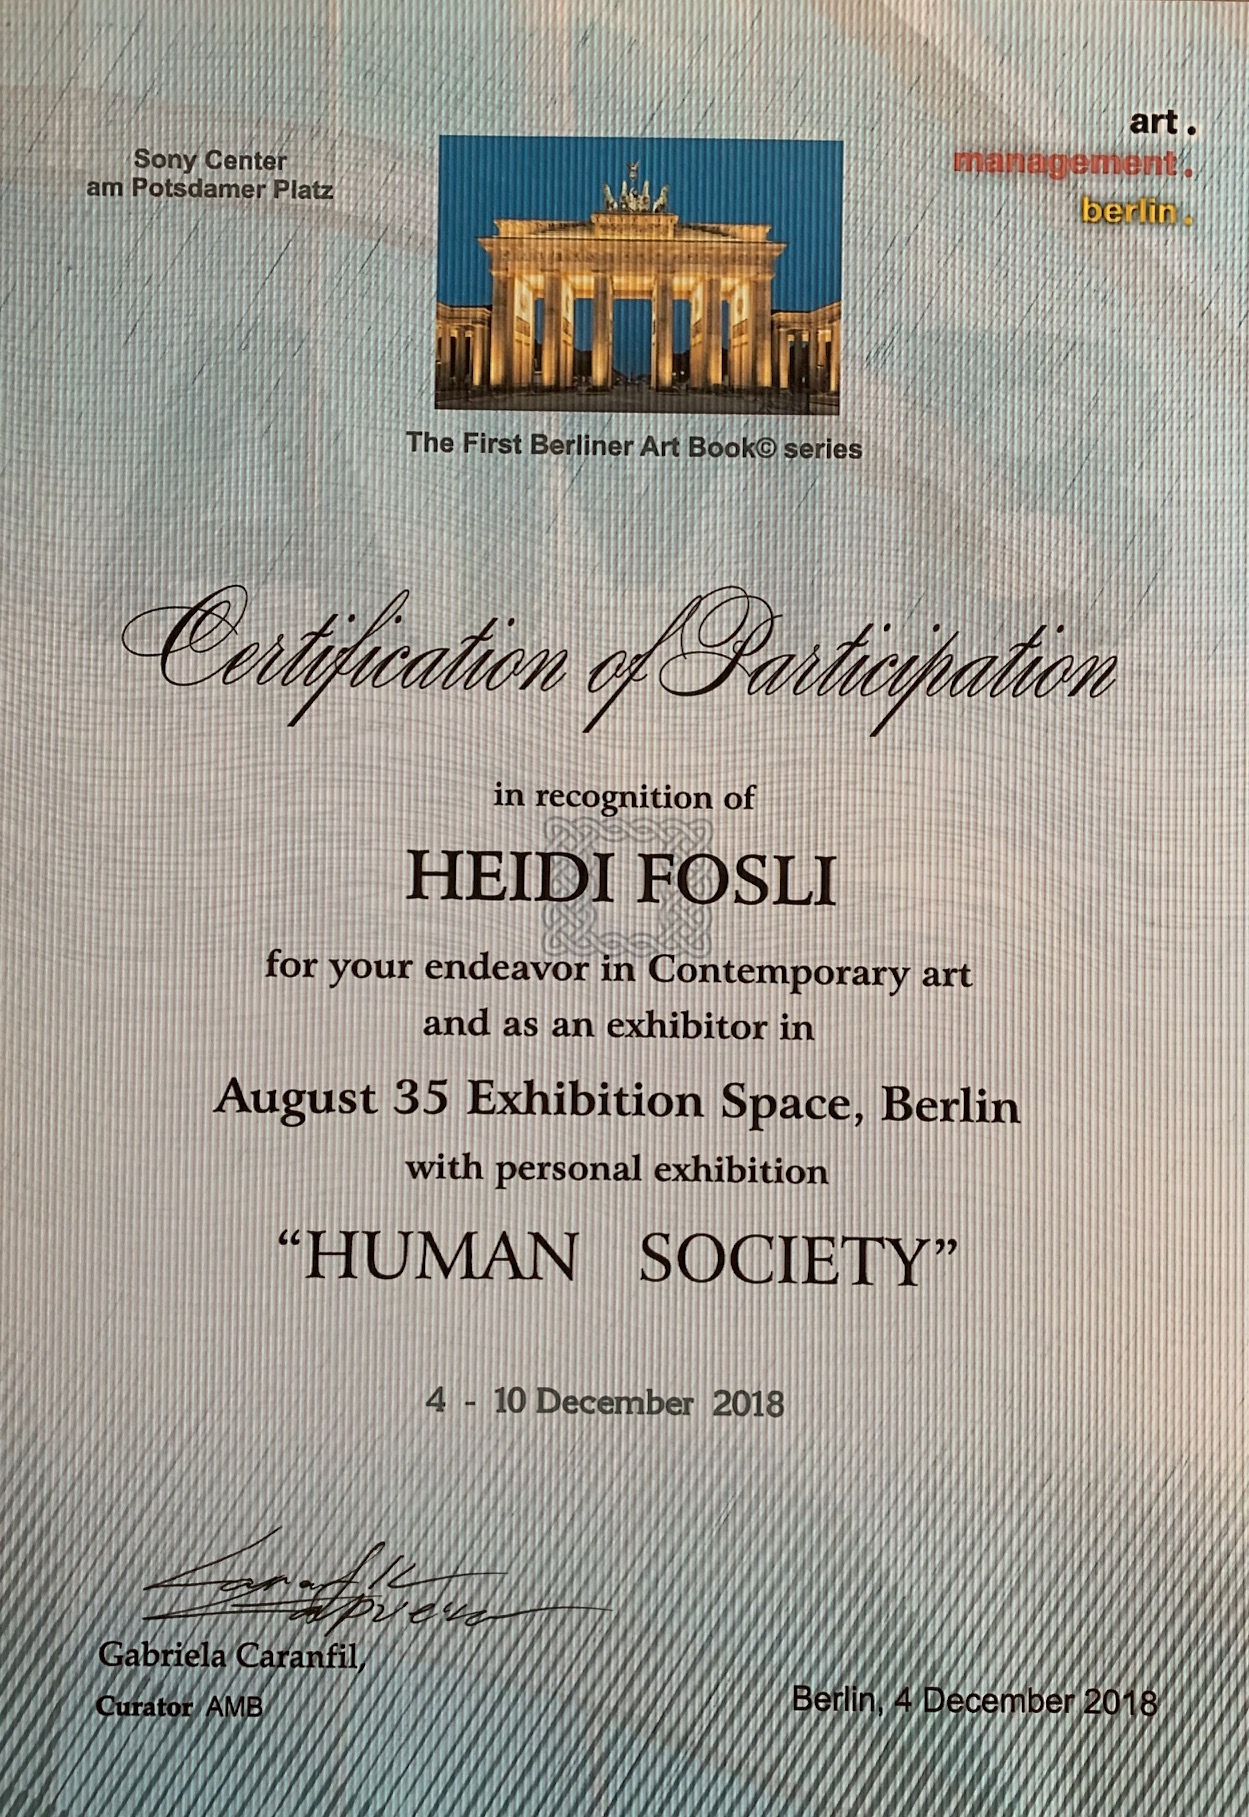 Sony Center
am Potsdamer Platz
art.
management.
berlin.
The First Berliner Art Book© series
Certification of Participation
in recognition of
HEIDI FOSLI
for your endeavor in Contemporary art
and as an exhibitor in
August 35 Exhibition Space, Berlin
with personal exhibition
“HUMAN SOCIETY”
4 - 10 December 2018
Gabriela Caranfil,
Curator AMB
Berlin, 4 December 2018